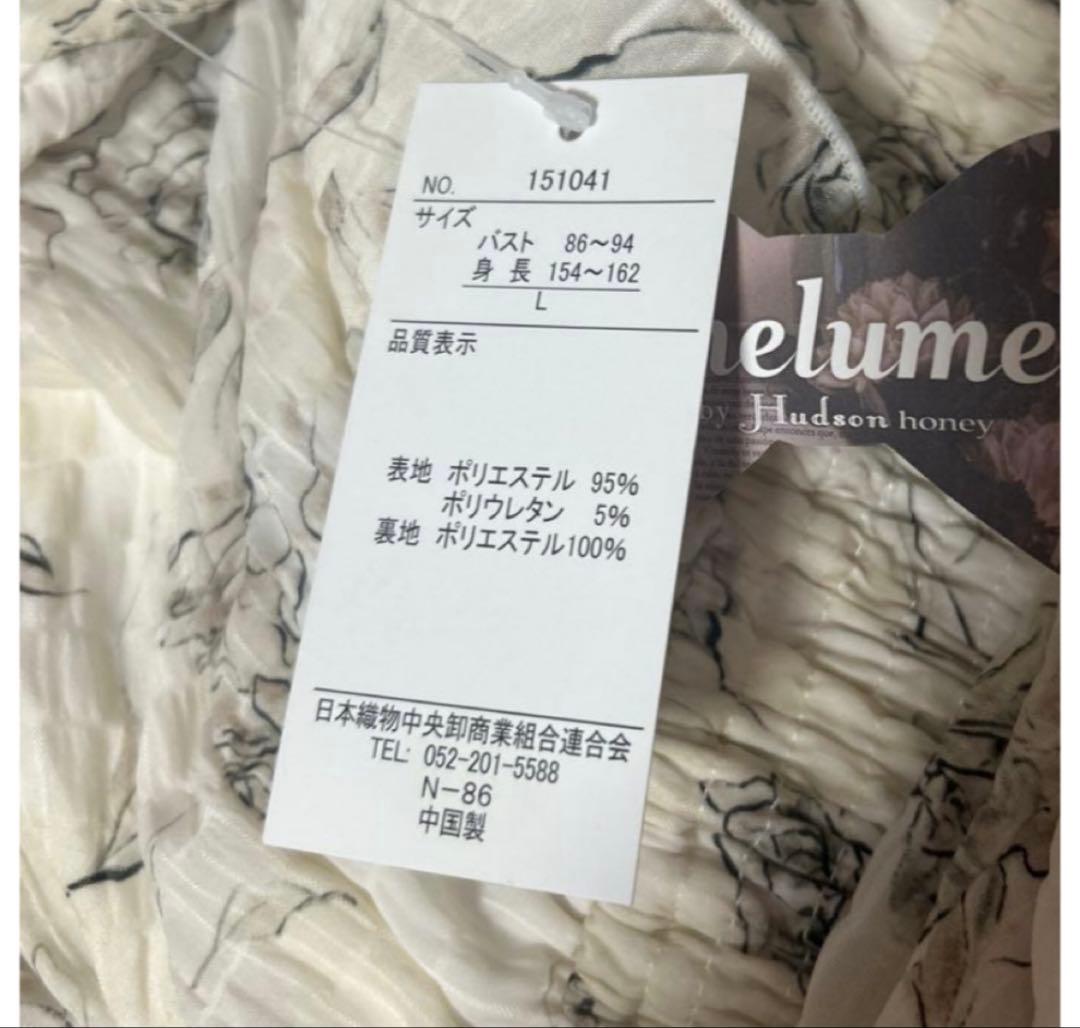 NO. 151041
サイズ
バスト 86～94
身長 154～162
L
品質表示
表地 ポリエステル 95%
ポリウレタン 5%
裏地 ポリエステル100%
日本織物中央卸商業組合連合会
TEL: 052-201-5588
N-86
中国製
melume
by Hudson honey